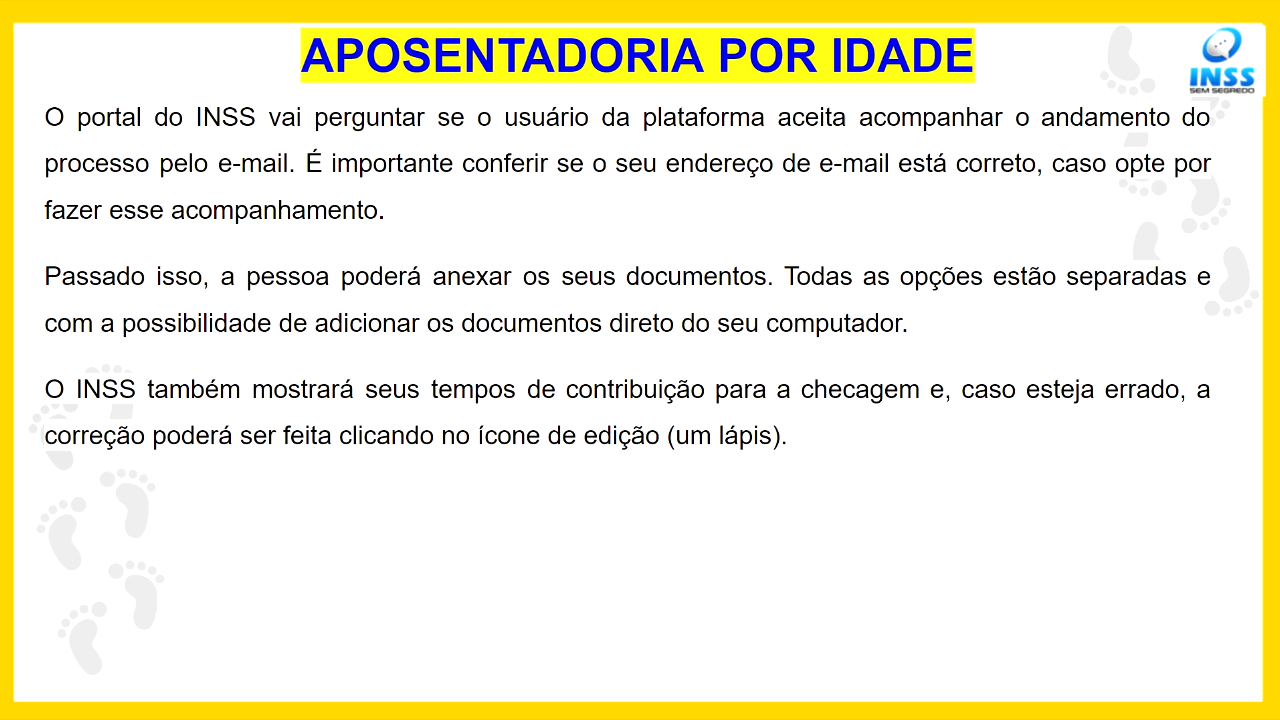 APOSENTADORIA POR IDADE
INSS
SEM SEGREDO
O portal do INSS vai perguntar se o usuário da plataforma aceita acompanhar o andamento do
processo pelo e-mail. É importante conferir se o seu endereço de e-mail está correto, caso opte por
fazer esse acompanhamento.
Passado isso, a pessoa poderá anexar os seus documentos. Todas as opções estão separadas e
com a possibilidade de adicionar os documentos direto do seu computador.
O INSS também mostrará seus tempos de contribuição para a checagem e, caso esteja errado, a
correção poderá ser feita clicando no ícone de edição (um lápis).